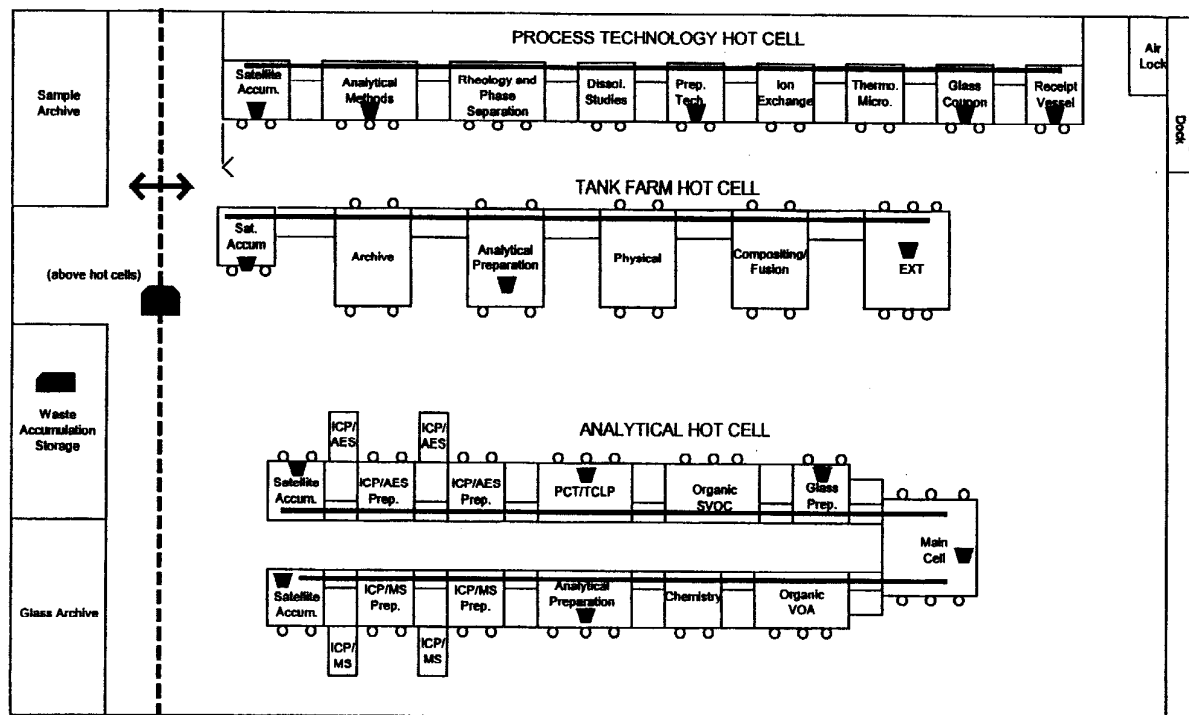 PROCESS TECHNOLOGY HOT CELL
Air
Lock
Dock
Sample
Archive
Satellite
Accum.
Analytical
Methods
Rheology and
Phase
Separation
Dissol.
Studies
Prep.
Tech.
Ion
Exchange
Thermo.
Micro.
Glass
Coupon
Receipt
Vessel
TANK FARM HOT CELL
Sat.
Accum
Archive
Analytical
Preparation
Physical
Compositing/
Fusion
EXT
(above hot cells)
Waste
Accumulation
Storage
ANALYTICAL HOT CELL
ICP/
AES
ICP/
AES
Satellite
Accum.
ICP/AES
Prep.
ICP/AES
Prep.
PCT/TCLP
Organic
SVOC
Glass
Prep.
Main
Cell
Glass Archive
Satellite
Accum.
ICP/MS
Prep.
ICP/MS
Prep.
Analytical
Preparation
Chemistry
Organic
VOA
ICP/
MS
ICP/
MS